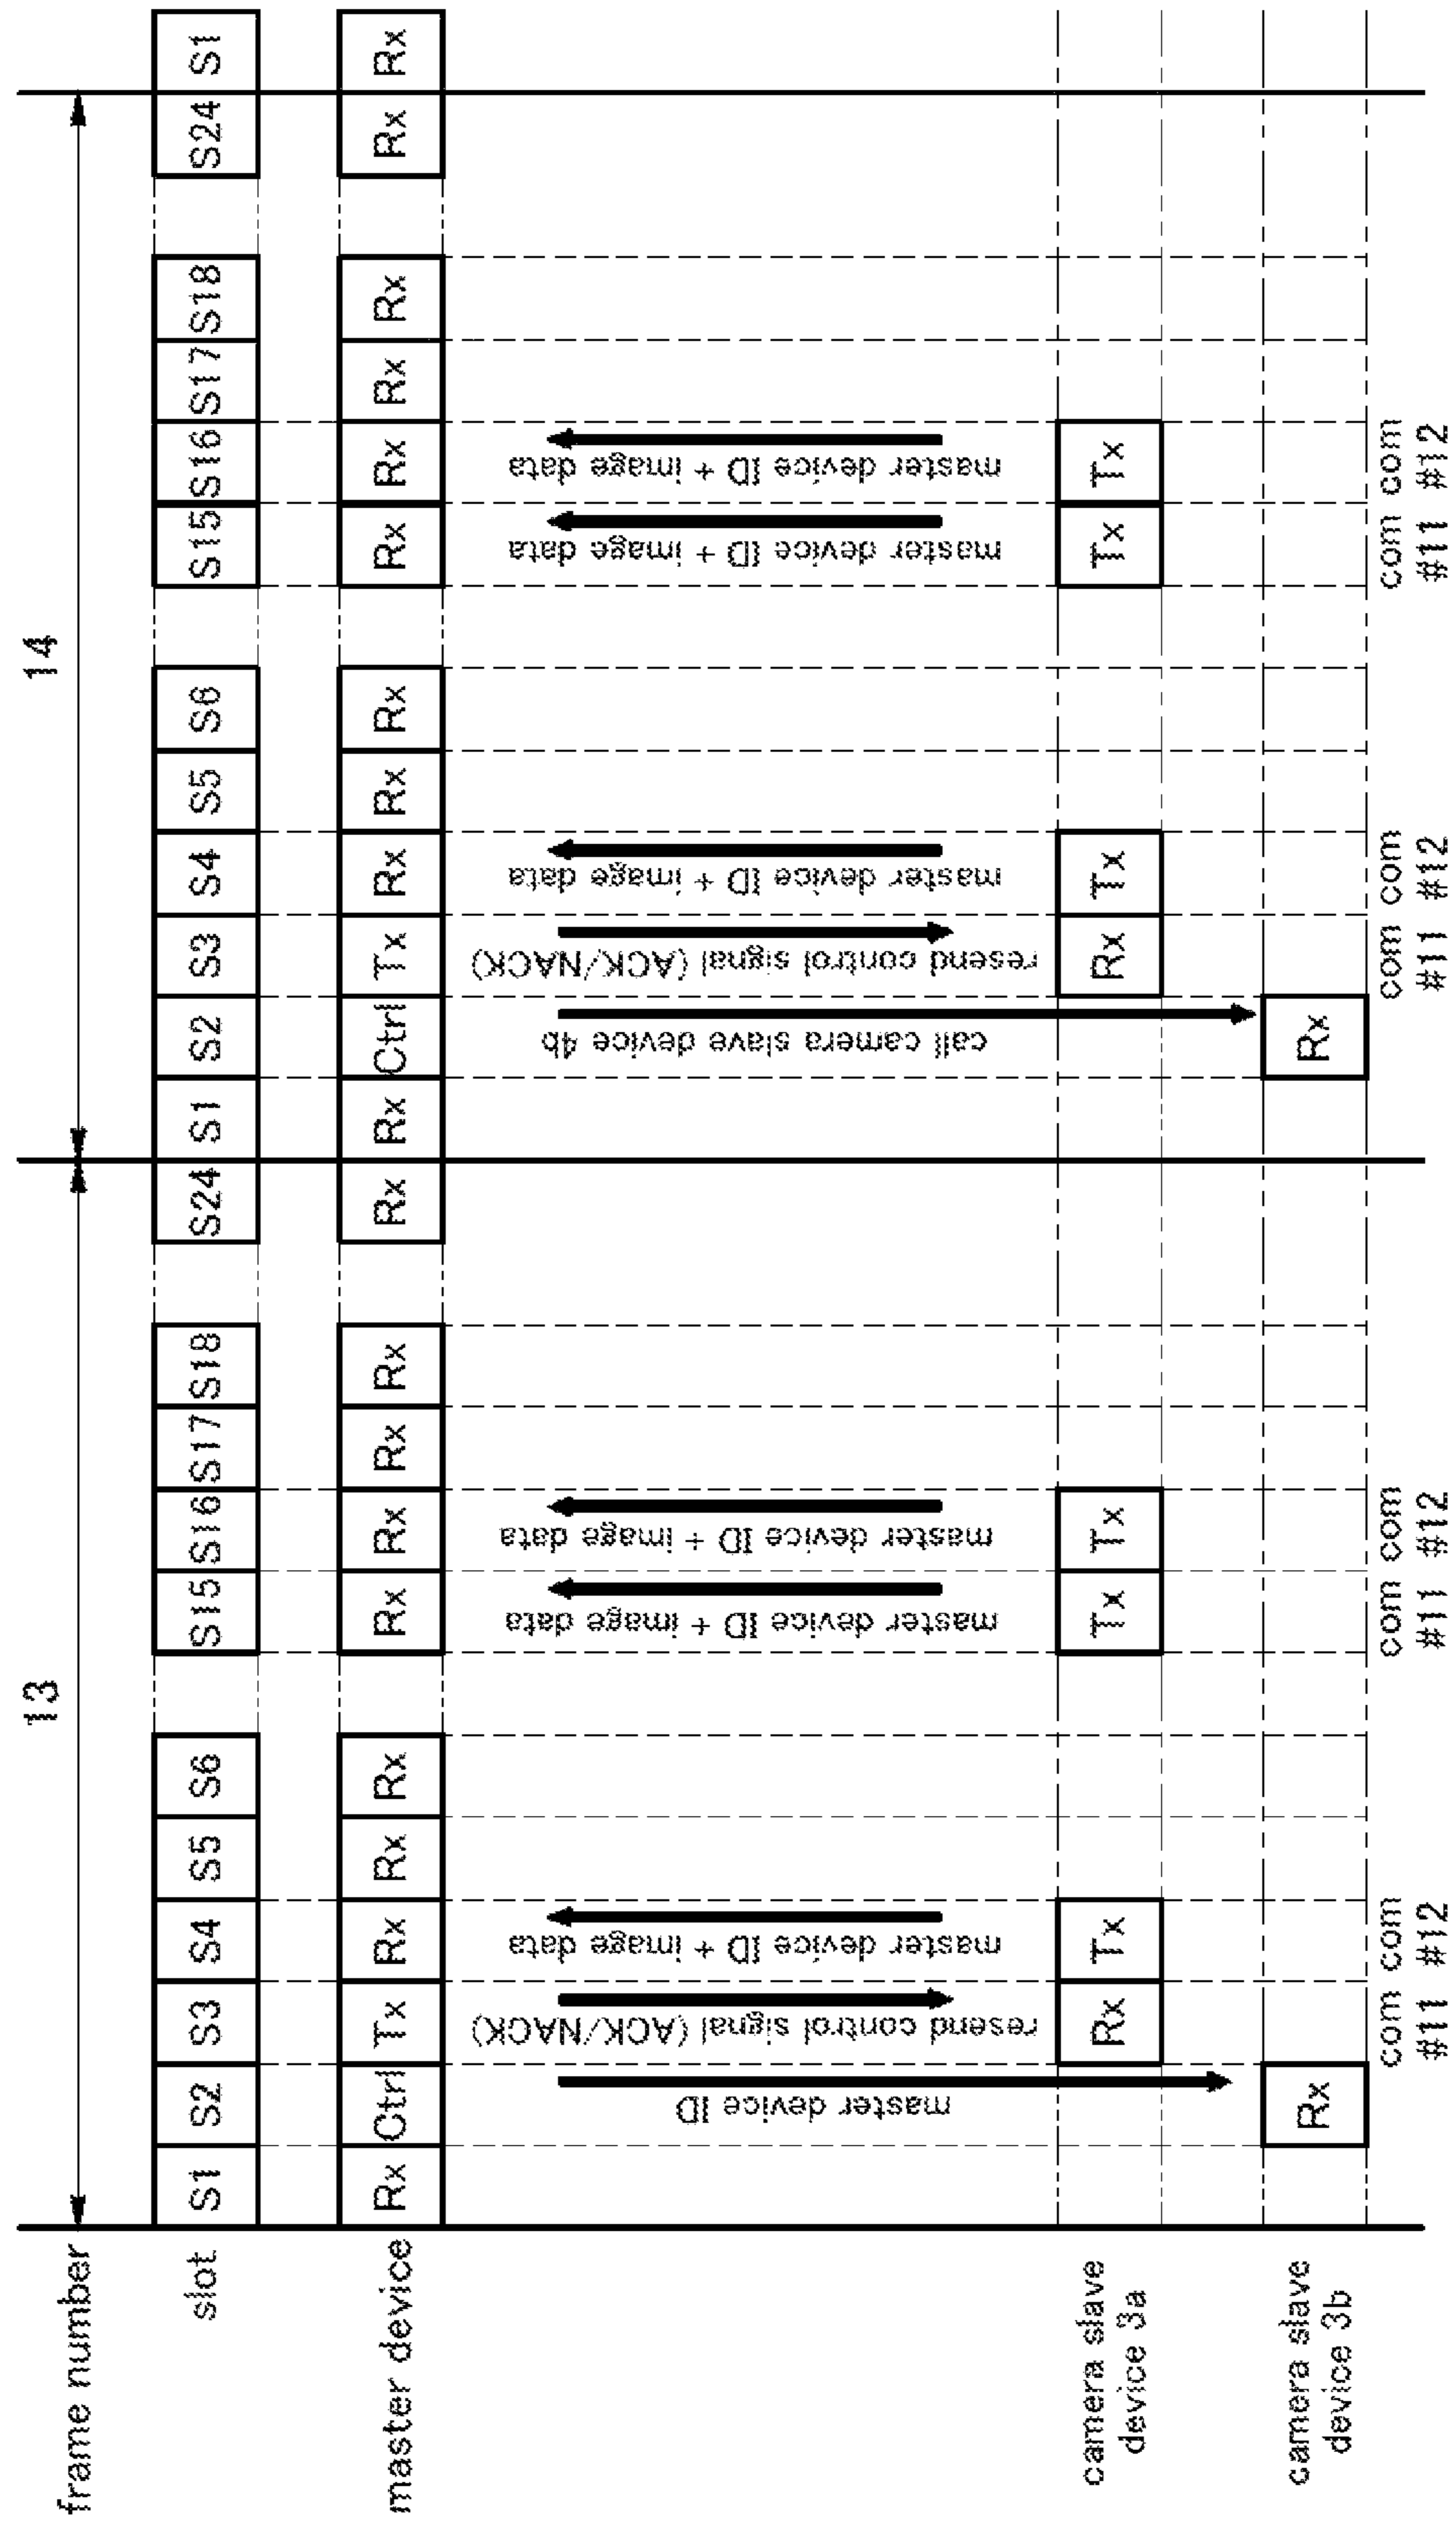 frame number
13
14
slot
S1 S2 S3 S4 S5 S6 S15 S16 S17 S18 S24 S1 S2 S3 S4 S5 S6 S15 S16 S17 S18 S24 S1
master device
Rx Ctrl Tx Rx Rx Rx Rx Rx Rx Rx Rx Rx Ctrl Tx Rx Rx Rx Rx Rx Rx Rx Rx Rx
master device ID
resend control signal (ACK/NACK)
master device ID + image data
master device ID + image data
master device ID + image data
call camera slave device 4b
resend control signal (ACK/NACK)
master device ID + image data
master device ID + image data
master device ID + image data
camera slave
device 3a
Rx Tx Tx Tx Rx Tx Tx Tx
camera slave
device 3b
Rx Rx
com com com com com com com com
#11 #12 #11 #12 #11 #12 #11 #12